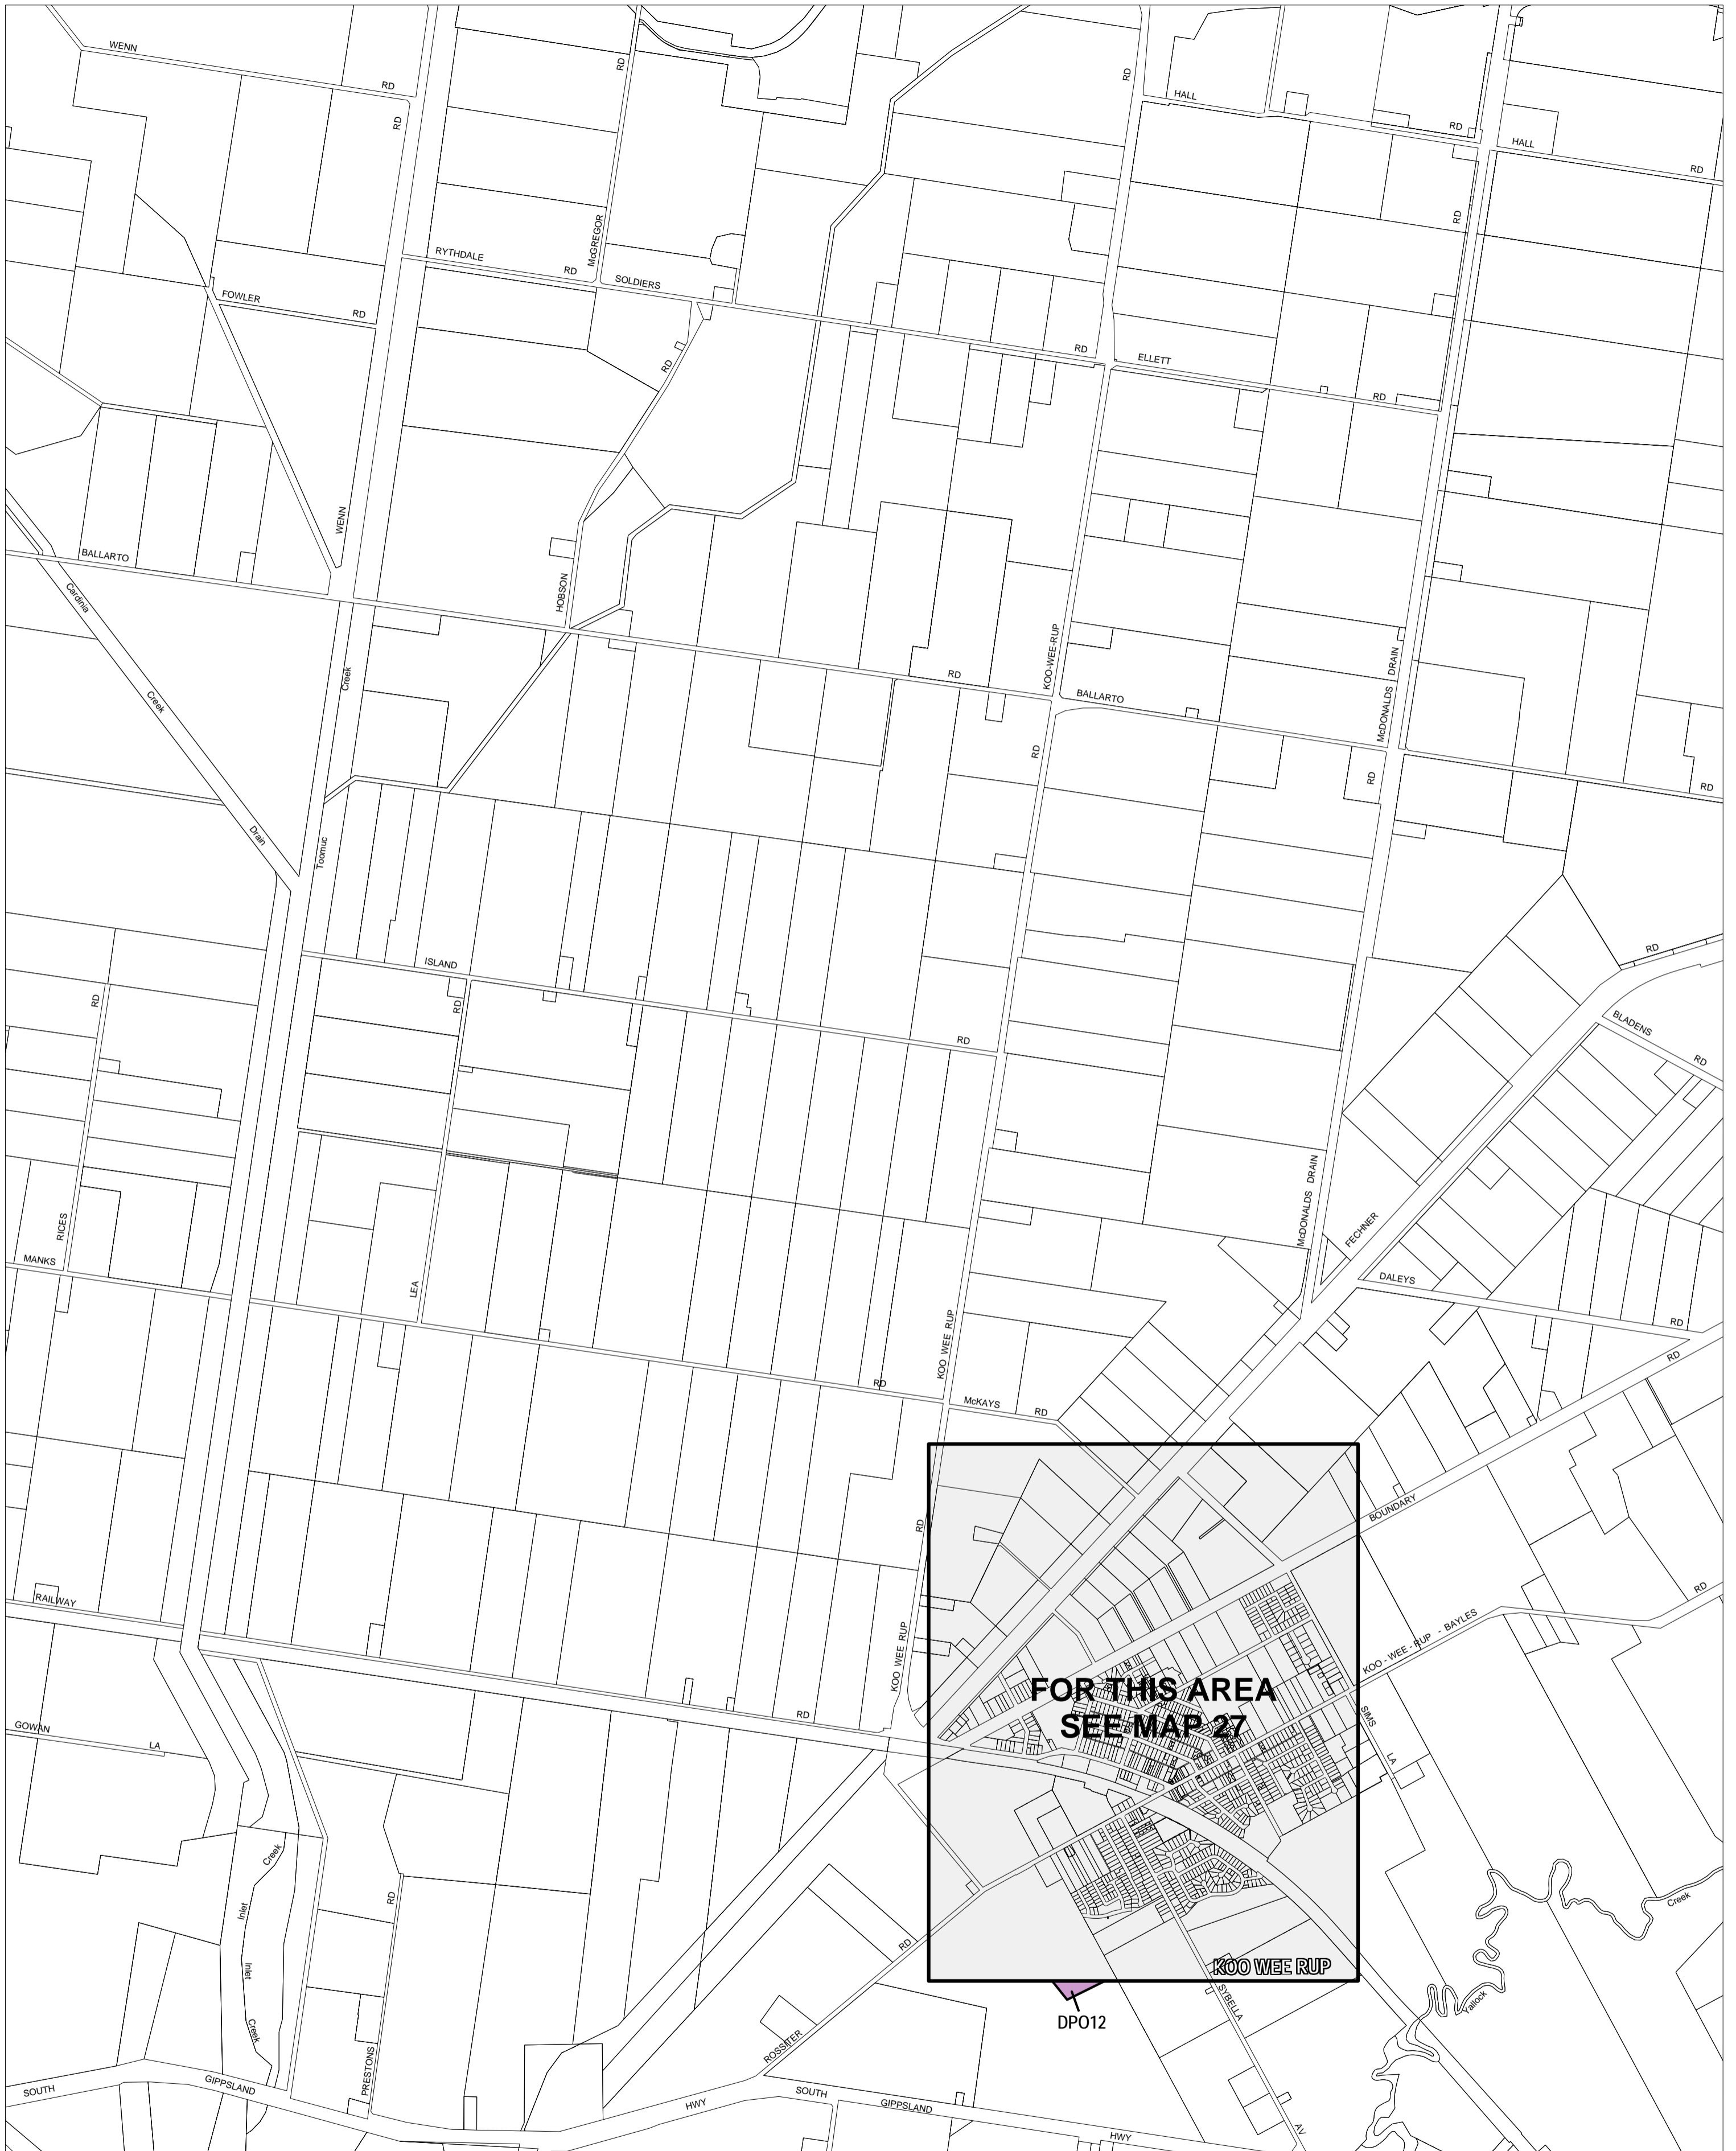 WENN
RD
RD
RD
RD
HALL
RD
HALL
RD
RD
McGREGOR
RYTHDALE
RD
SOLDIERS
FOWLER
RD
RD
RD
ELLETT
RD
WENN
BALLARTO
Cardinia
HOBSON
Creek
Creek
KOO-WEE-RUP
RD
BALLARTO
McDONALDS DRAIN
RD
RD
RD
Drain
Toomuc
ISLAND
RD
RD
RD
RD
BLADENS
RD
RICES
MANKS
LEA
McDONALDS DRAIN
FECHNER
DALEYS
RD
RD
KOO WEE RUP
RD
McKAYS
RD
RD
BOUNDARY
RAILWAY
RD
KOO WEE RUP
RD
KOO - WEE - RUP - BAYLES
FOR THIS AREA
SEE MAP 27
SIMS
LA
GOWAN
LA
Creek
Inlet
Inlet
Creek
RD
RD
KOO WEE RUP
SYBELLA
Creek
Yallock
DPO12
ROSSITER
PRESTONS
SOUTH
GIPPSLAND
HWY
SOUTH
GIPPSLAND
HWY
AV